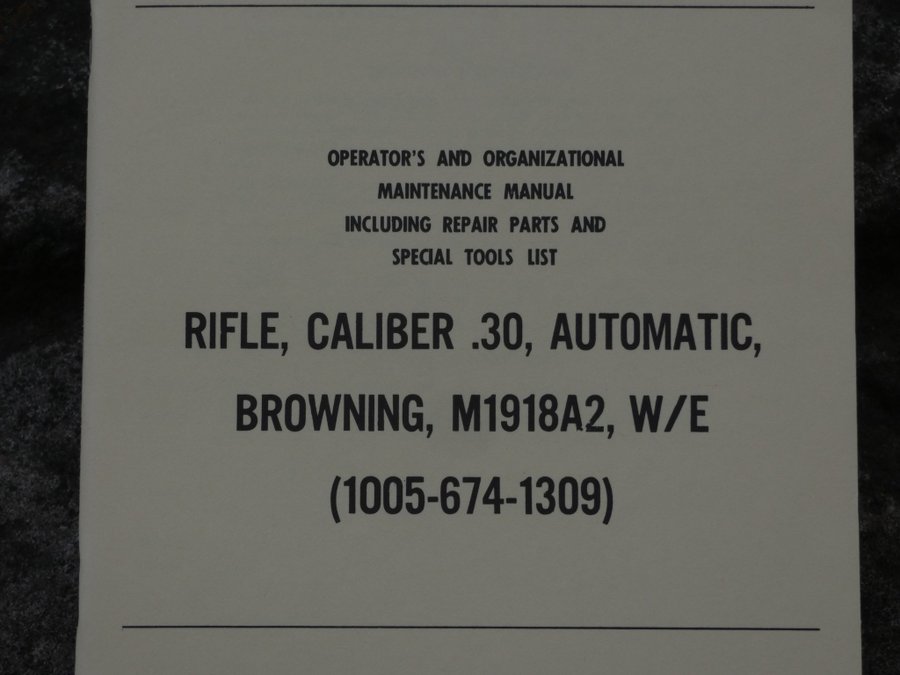 OPERATOR'S AND ORGANIZATIONAL
MAINTENANCE MANUAL
INCLUDING REPAIR PARTS AND
SPECIAL TOOLS LIST
RIFLE, CALIBER .30, AUTOMATIC,
BROWNING, M1918A2, W/E
(1005-674-1309)